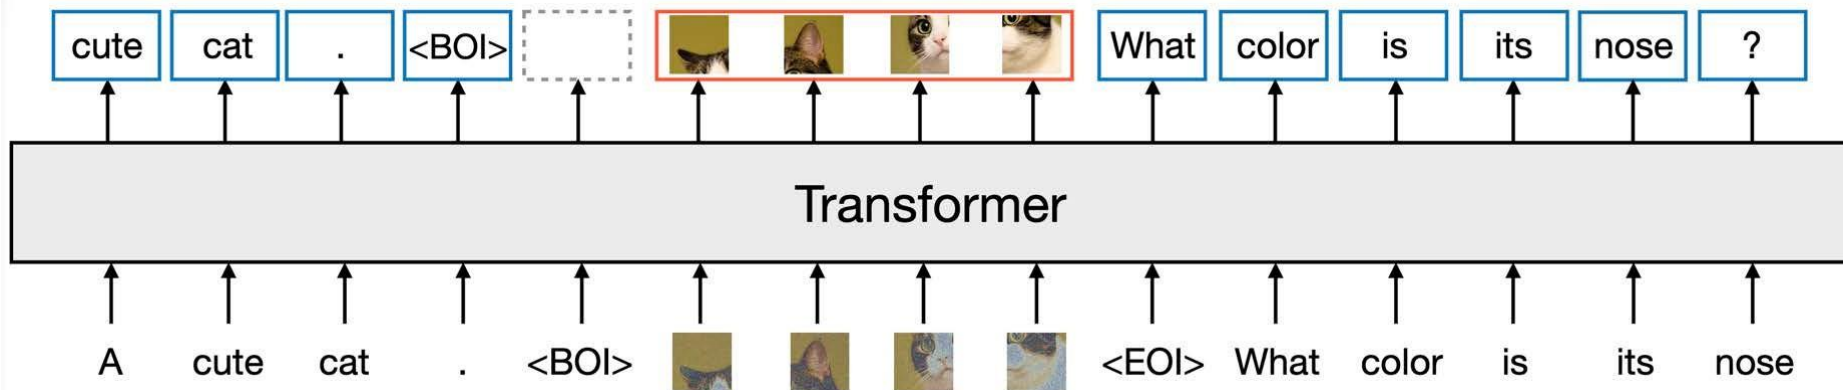 cute cat . <BOI> What color is its nose ?
Transformer
A cute cat . <BOI> <EOI> What color is its nose